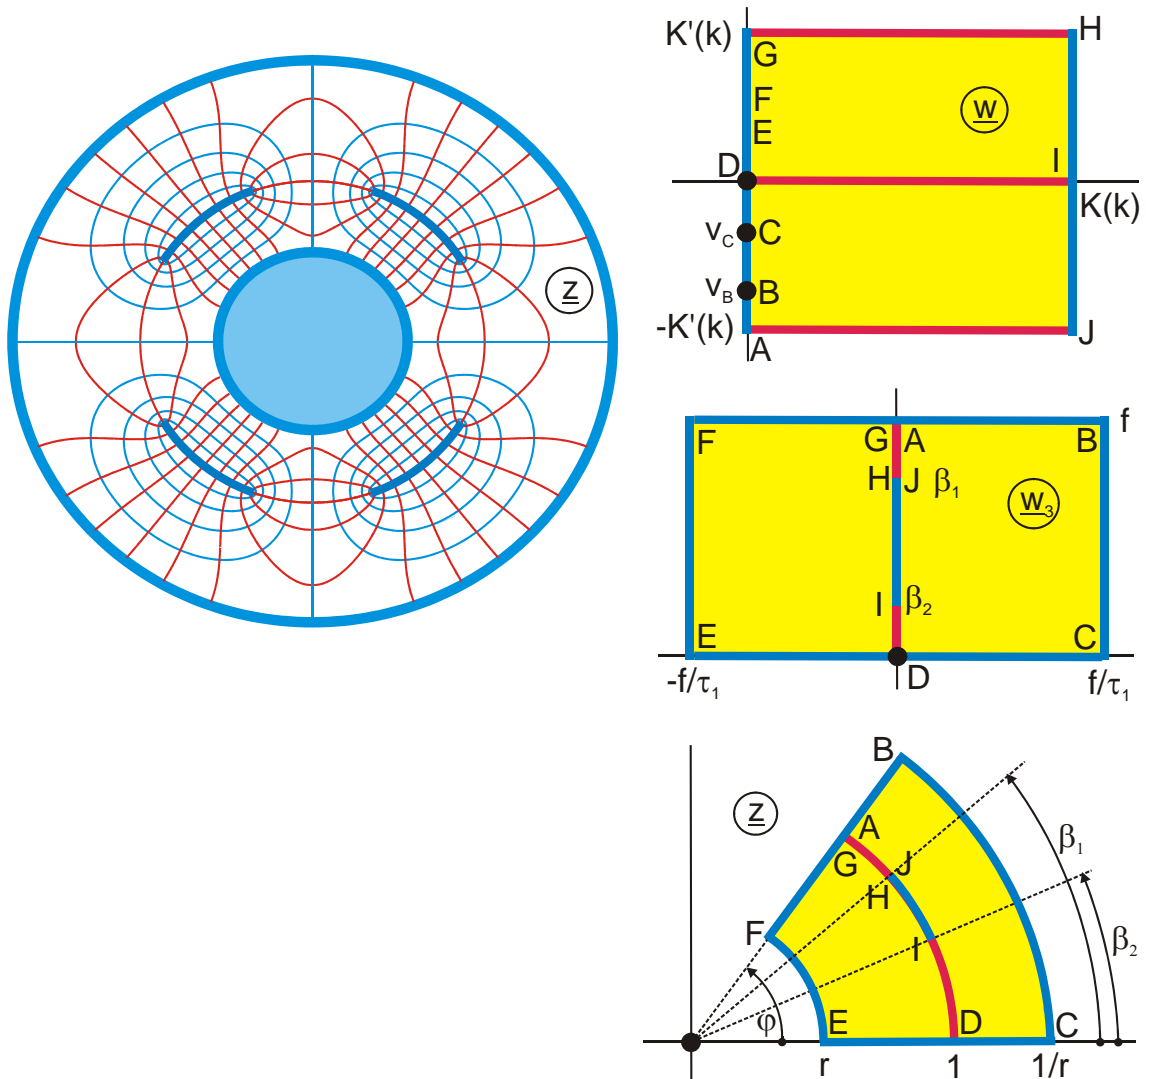 K'(k)
H
G
F
E
w
D
I
K(k)
v_C C
v_B B
-K'(k)
A
J
z
f
F
G A
B
H J β₁
w₃
I β₂
E
C
-f/τ₁
D
f/τ₁
B
z
A
G
J
H
β₁
F
I
β₂
φ
E
D
C
r
1
1/r